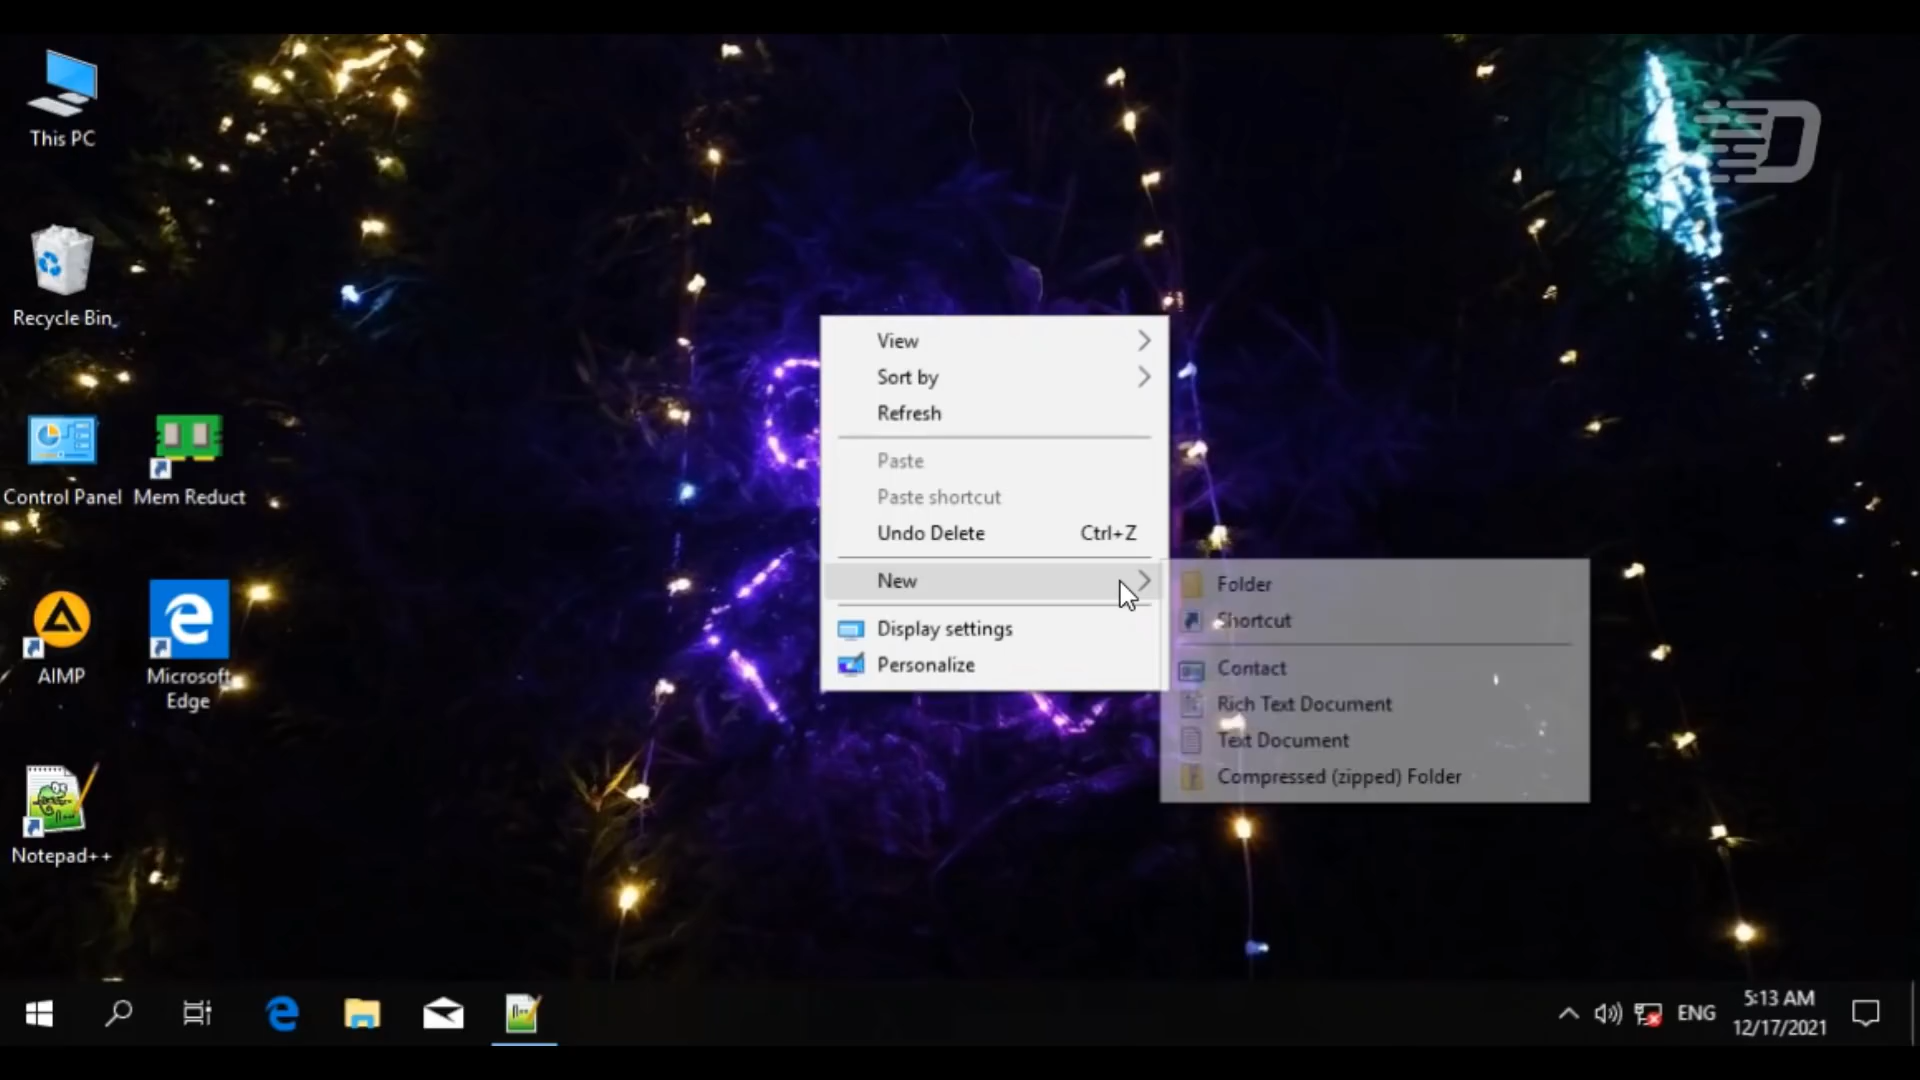 This PC
Recycle Bin
Control Panel
Mem Reduct
AIMP
Microsoft
Edge
Notepad++
View
Sort by
Refresh
Paste
Paste shortcut
Undo Delete Ctrl+Z
New
Display settings
Personalize
Folder
Shortcut
Contact
Rich Text Document
Text Document
Compressed (zipped) Folder
ENG
5:13 AM
12/17/2021